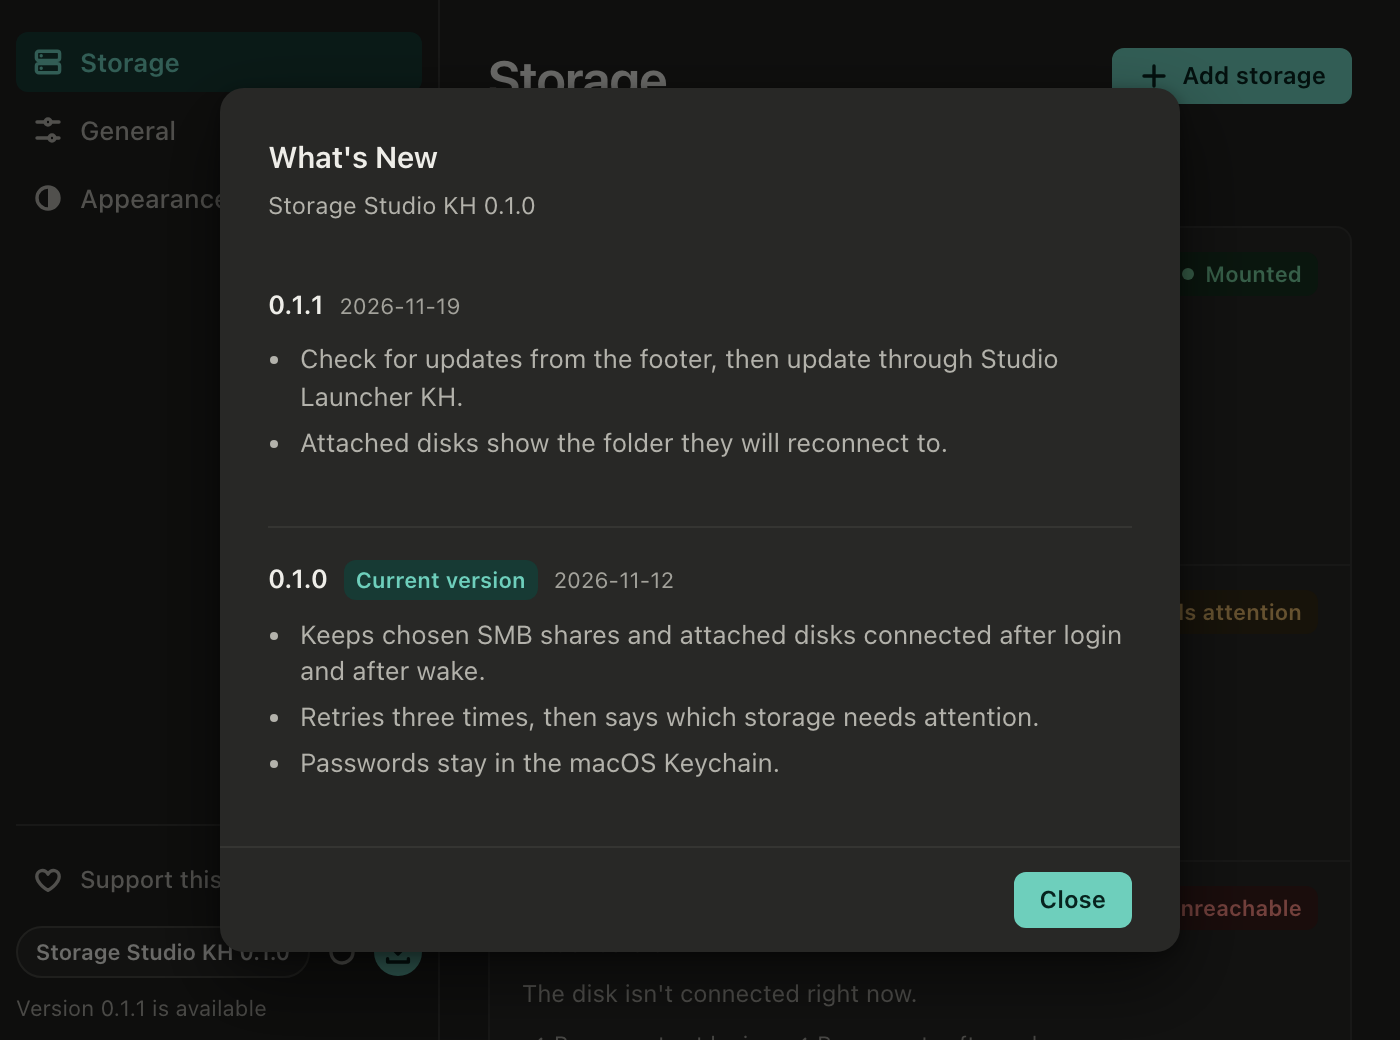 Storage
General
Appearance
Storage
Add storage
What's New
Storage Studio KH 0.1.0
0.1.1 2026-11-19
• Check for updates from the footer, then update through Studio
Launcher KH.
• Attached disks show the folder they will reconnect to.
0.1.0 Current version 2026-11-12
• Keeps chosen SMB shares and attached disks connected after login
and after wake.
• Retries three times, then says which storage needs attention.
• Passwords stay in the macOS Keychain.
Close
Mounted
attention
Support this
Storage Studio KH 0.1.0
Version 0.1.1 is available
The disk isn't connected right now.